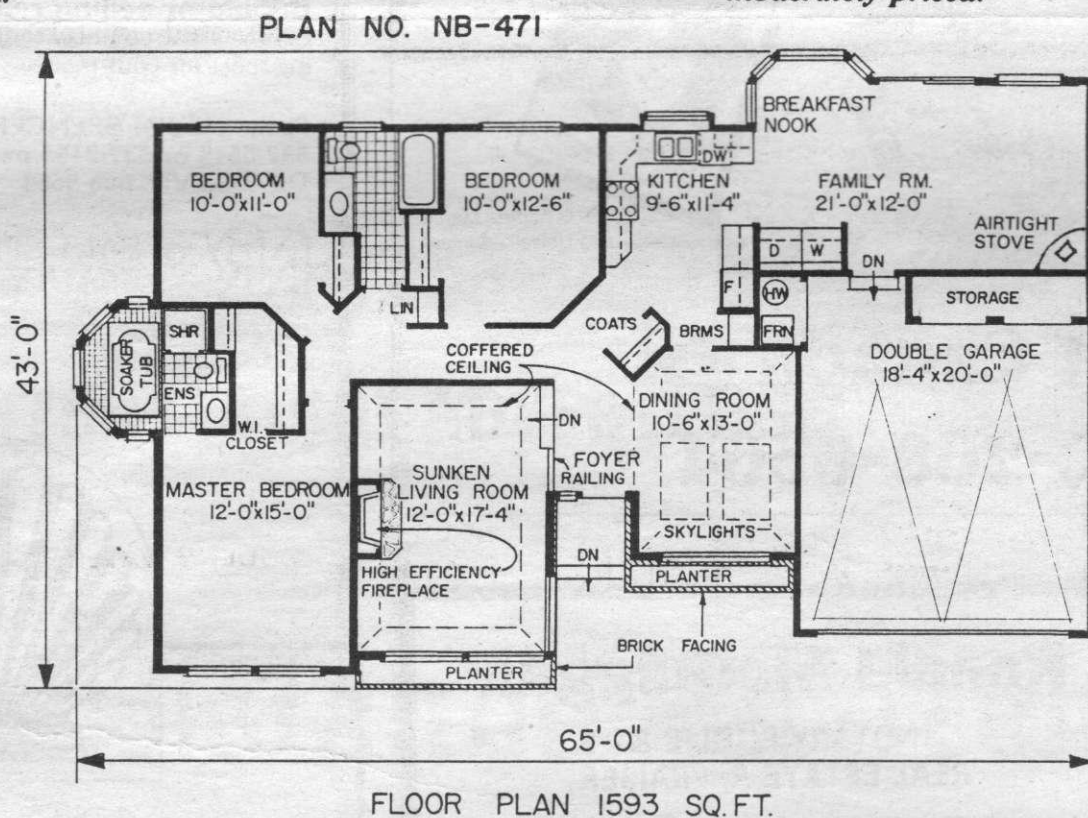 moderately priced.
PLAN NO. NB-471
BREAKFAST
NOOK
BEDROOM
10'-0"x11'-0"
BEDROOM
10'-0"x12'-6"
DW
KITCHEN
9'-6"x11'-4"
FAMILY RM.
21'-0"x12'-0"
AIRTIGHT
STOVE
D
W
DN
LIN
F
HW
STORAGE
43'-0"
SHR
SOAKER
TUB
ENS
W.I.
CLOSET
COATS
BRMS
FRN
COFFERED
CEILING
DOUBLE GARAGE
18'-4"x20'-0"
DINING ROOM
10'-6"x13'-0"
DN
FOYER
RAILING
MASTER BEDROOM
12'-0"x15'-0"
SUNKEN
LIVING ROOM
12'-0"x17'-4"
SKYLIGHTS
DN
HIGH EFFICIENCY
FIREPLACE
PLANTER
BRICK FACING
PLANTER
65'-0"
FLOOR PLAN 1593 SQ. FT.